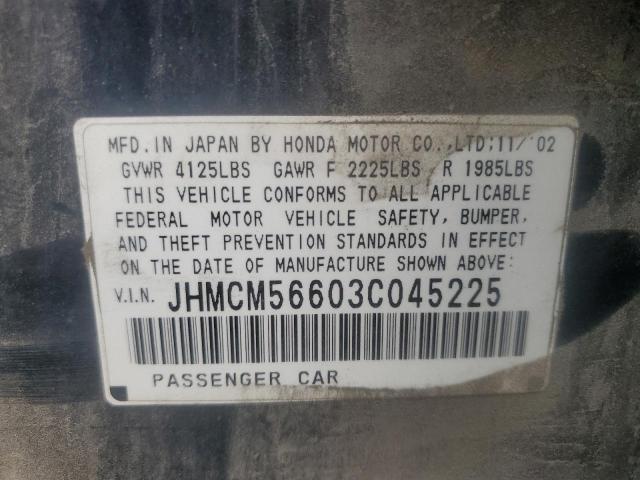 MFD. IN JAPAN BY HONDA MOTOR CO.,LTD:11/'02
GVWR 4125LBS GAWR F 2225LBS R 1985LBS
THIS VEHICLE CONFORMS TO ALL APPLICABLE
FEDERAL MOTOR VEHICLE SAFETY, BUMPER,
AND THEFT PREVENTION STANDARDS IN EFFECT
ON THE DATE OF MANUFACTURE SHOWN ABOVE:
V.I.N. JHMCM56603C045225
PASSENGER CAR